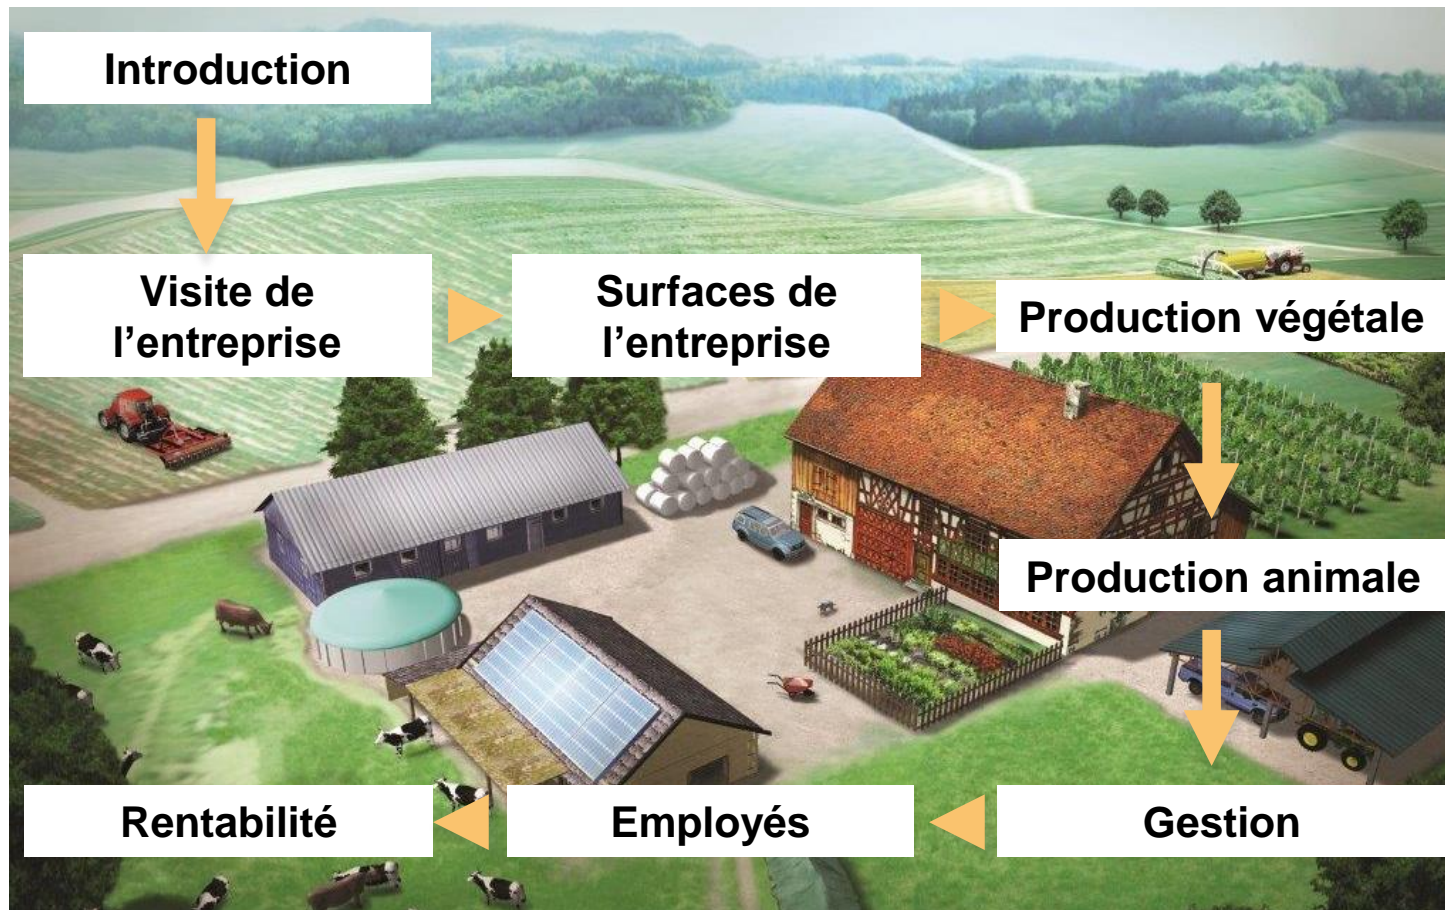 Introduction
Visite de
l’entreprise
Surfaces de
l’entreprise
Production végétale
Production animale
Gestion
Employés
Rentabilité